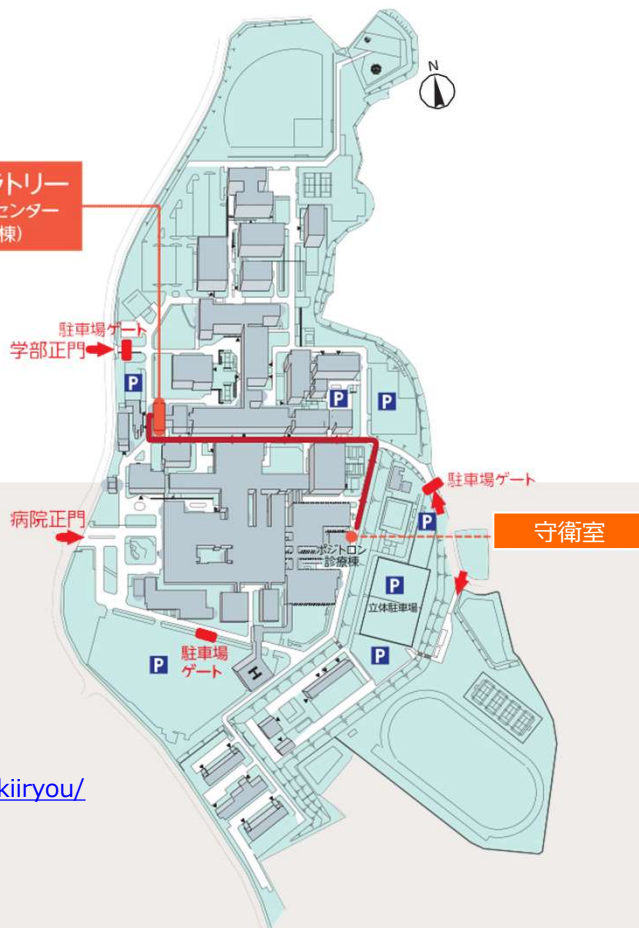 N
ラトリー
センター
棟)
駐車場ゲート
学部正門
P
P
P
駐車場ゲート
病院正門
P
守衛室
ポジトロン
診療棟
P
立体駐車場
駐車場
ゲート
P
P
H
kiiryou/